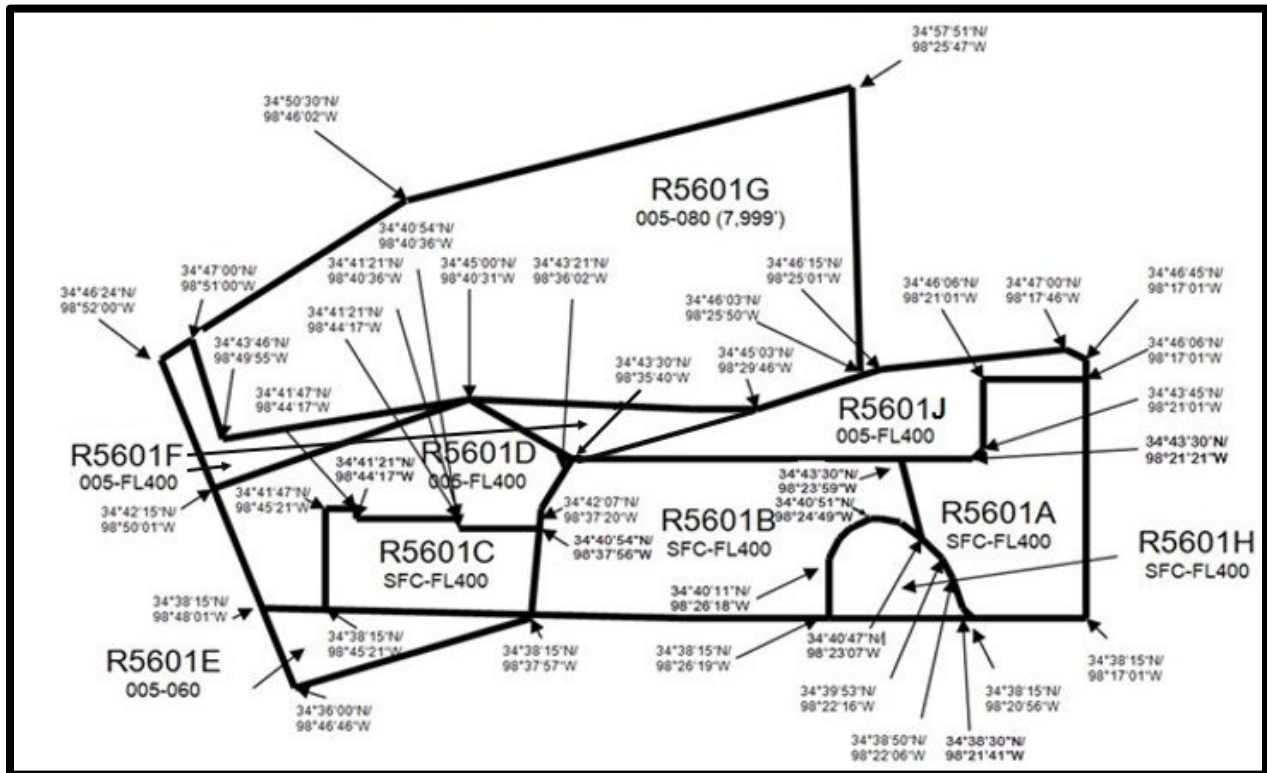 34°57'51"N/
98°25'47"W
34°50'30"N/
98°46'02"W
R5601G
005-080 (7,999')
34°40'54"N/
98°40'36"W
34°47'00"N/
98°51'00"W
34°41'21"N/
98°40'36"W
34°45'00"N/
98°40'31"W
34°43'21"N
98°36'02"W
34°46'15"N/
98°25'01"W
34°46'06"N/
98°21'01"W
34°47'00"N/
98°17'46"W
34°46'45"N/
98°17'01"W
34°46'24"N/
98°52'00"W
34°41'21"N/
98°44'17"W
34°46'03"N/
98°25'50"W
34°43'46"N/
98°49'55"W
34°43'30"N/
98°35'40"W
34°45'03"N/
98°29'46"W
34°46'06"N/
98°17'01"W
34°41'47"N/
98°44'17"W
R5601J
005-FL400
34°43'45"N/
98°21'01"W
34°43'30"N/
98°21'21"W
R5601F
005-FL400
R5601D
005-FL400
34°41'21"N/
98°44'17"W
34°43'30"N/
98°23'59"W
34°41'47"N/
98°45'21"W
34°42'15"N/
98°50'01"W
34°42'07"N/
98°37'20"W
34°40'51"N/
98°24'49"W
R5601B
SFC-FL400
R5601A
SFC-FL400
34°40'54"N/
98°37'56"W
R5601C
SFC-FL400
R5601H
SFC-FL400
34°40'11"N/
98°26'18"W
34°38'15"N/
98°48'01"W
34°38'15"N/
98°45'21"W
34°38'15"N/
98°37'57"W
34°38'15"N/
98°26'19"W
34°40'47"N/
98°23'07"W
R5601E
005-060
34°38'15"N/
98°17'01"W
34°39'53"N/
98°22'16"W
34°38'15"N/
98°20'56"W
34°36'00"N/
98°46'46"W
34°38'50"N/
98°22'06"W
34°38'30"N/
98°21'41"W